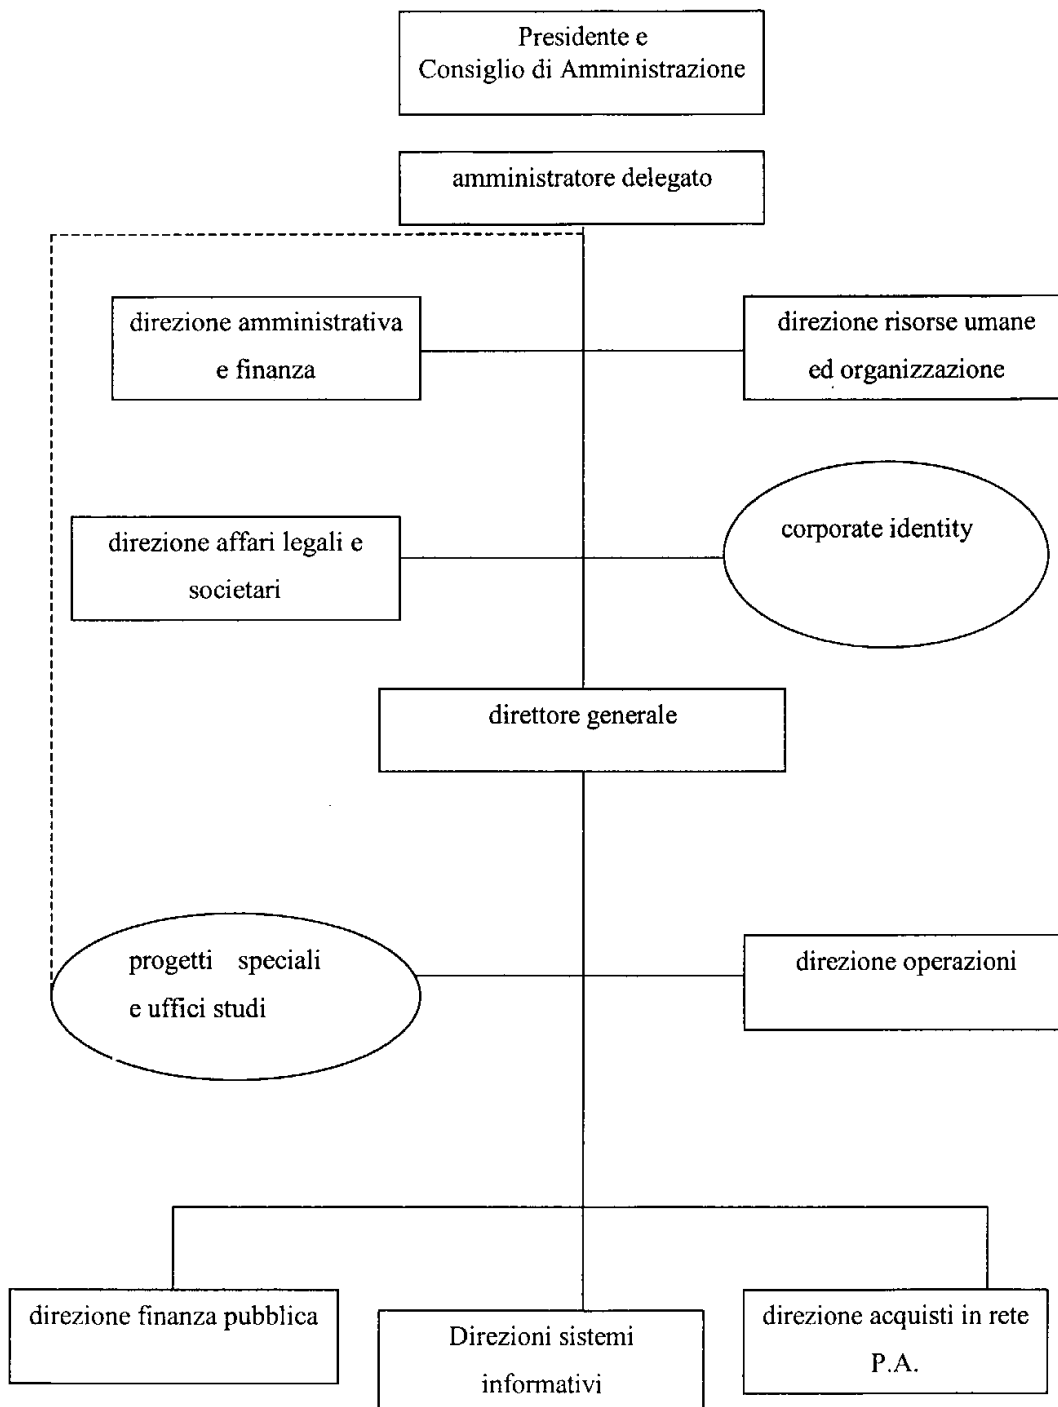 Presidente e
Consiglio di Amministrazione
amministratore delegato
direzione amministrativa
e finanza
direzione risorse umane
ed organizzazione
direzione affari legali e
societari
corporate identity
direttore generale
progetti speciali
e uffici studi
direzione operazioni
direzione finanza pubblica
Direzioni sistemi
informativi
direzione acquisti in rete
P.A.